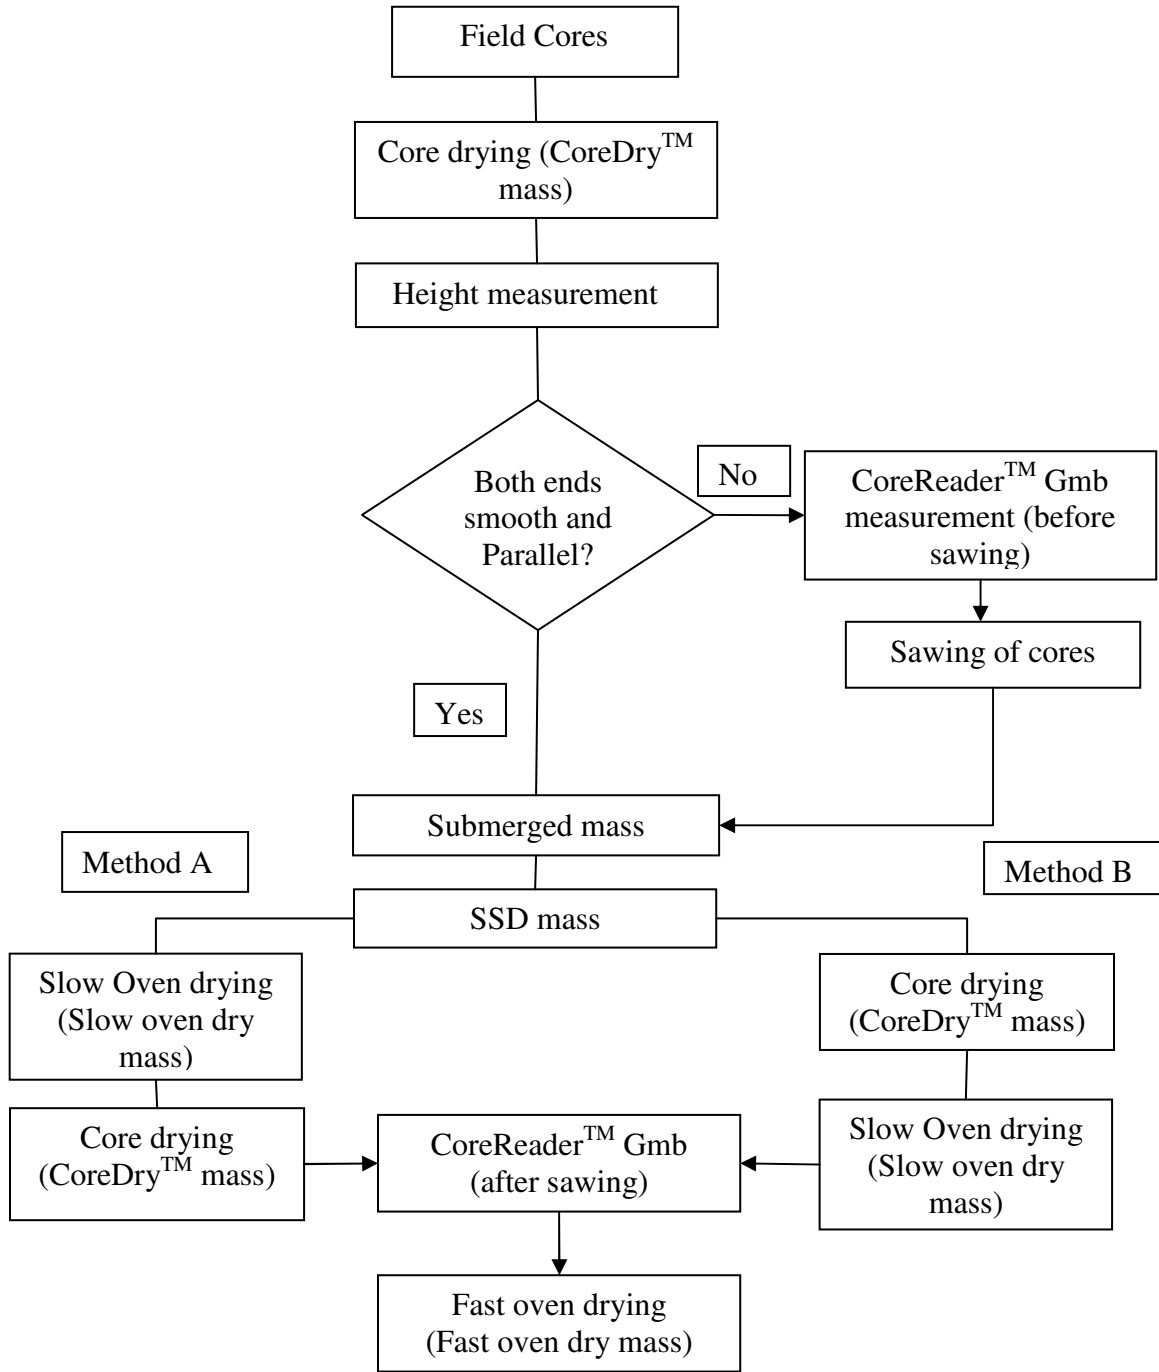 Field Cores
Core drying (CoreDry™
mass)
Height measurement
Both ends
smooth and
Parallel?
No
CoreReader™ Gmb
measurement (before
sawing)
Sawing of cores
Yes
Submerged mass
Method A
Method B
SSD mass
Slow Oven drying
(Slow oven dry
mass)
Core drying
(CoreDry™ mass)
Core drying
(CoreDry™ mass)
CoreReader™ Gmb
(after sawing)
Slow Oven drying
(Slow oven dry
mass)
Fast oven drying
(Fast oven dry mass)